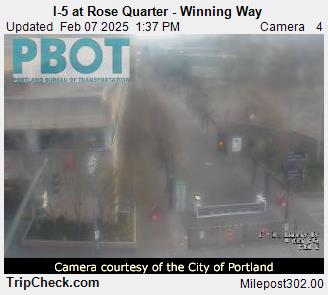 I-5 at Rose Quarter - Winning Way
Updated Feb 07 2025 1:37 PM Camera 4
PBOT
PORTLAND BUREAU OF TRANSPORTATION
Camera courtesy of the City of Portland
TripCheck.com Milepost302.00